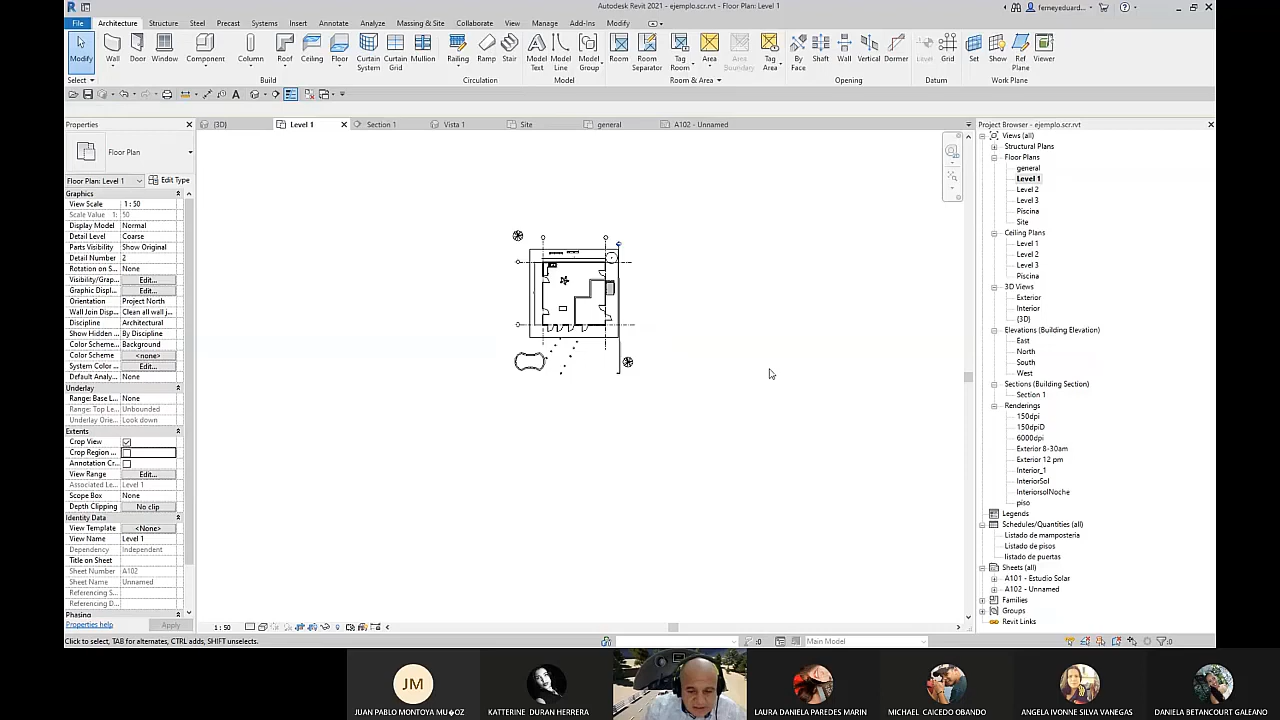 Autodesk Revit 2021 - ejemplo.scr.rvt - Floor Plan: Level 1
ferneyeduard...
File Architecture Structure Steel Precast Systems Insert Annotate Analyze Massing & Site Collaborate View Manage Add-Ins Modify
Modify Wall Door Window Component Column Roof Ceiling Floor Curtain System Curtain Grid Mullion Railing Ramp Stair Model Text Model Line Model Group Room Room Separator Tag Room Area Area Boundary Tag Area By Face Shaft Wall Vertical Dormer Level Grid Set Show Ref Plane Viewer
Select Build Circulation Model Room & Area Opening Datum Work Plane
Properties
{3D} Level 1 Section 1 Vista 1 Site general A102 - Unnamed
Floor Plan
Floor Plan: Level 1 Edit Type
Graphics
View Scale 1 : 50
Scale Value 1: 50
Display Model Normal
Detail Level Coarse
Parts Visibility Show Original
Detail Number 2
Rotation on S... None
Visibility/Grap... Edit...
Graphic Displ... Edit...
Orientation Project North
Wall Join Disp... Clean all wall j...
Discipline Architectural
Show Hidden ... By Discipline
Color Scheme... Background
Color Scheme <none>
System Color ... Edit...
Default Analy... None
Underlay
Range: Base L... None
Range: Top Le... Unbounded
Underlay Orie... Look down
Extents
Crop View
Crop Region ...
Annotation Cr...
View Range Edit...
Associated Le... Level 1
Scope Box None
Depth Clipping No clip
Identity Data
View Template <None>
View Name Level 1
Dependency Independent
Title on Sheet
Sheet Number A102
Sheet Name Unnamed
Referencing S...
Referencing D...
Phasing
Properties help Apply
1 : 50
Click to select, TAB for alternates, CTRL adds, SHIFT unselects.
:0 Main Model :0
Project Browser - ejemplo.scr.rvt
Views (all)
Structural Plans
Floor Plans
general
Level 1
Level 2
Level 3
Piscina
Site
Ceiling Plans
Level 1
Level 2
Level 3
Piscina
3D Views
Exterior
Interior
{3D}
Elevations (Building Elevation)
East
North
South
West
Sections (Building Section)
Section 1
Renderings
150dpi
150dpiD
6000dpi
Exterior 8-30am
Exterior 12 pm
Interior_1
InteriorSol
InteriorsolNoche
piso
Legends
Schedules/Quantities (all)
Listado de mamposteria
Listado de pisos
listado de puertas
Sheets (all)
A101 - Estudio Solar
A102 - Unnamed
Families
Groups
Revit Links
JM
JUAN PABLO MONTOYA MU�OZ KATTERINE DURAN HERRERA LAURA DANIELA PAREDES MARIN MICHAEL CAICEDO OBANDO ANGELA IVONNE SILVA VANEGAS DANIELA BETANCOURT GALEANO